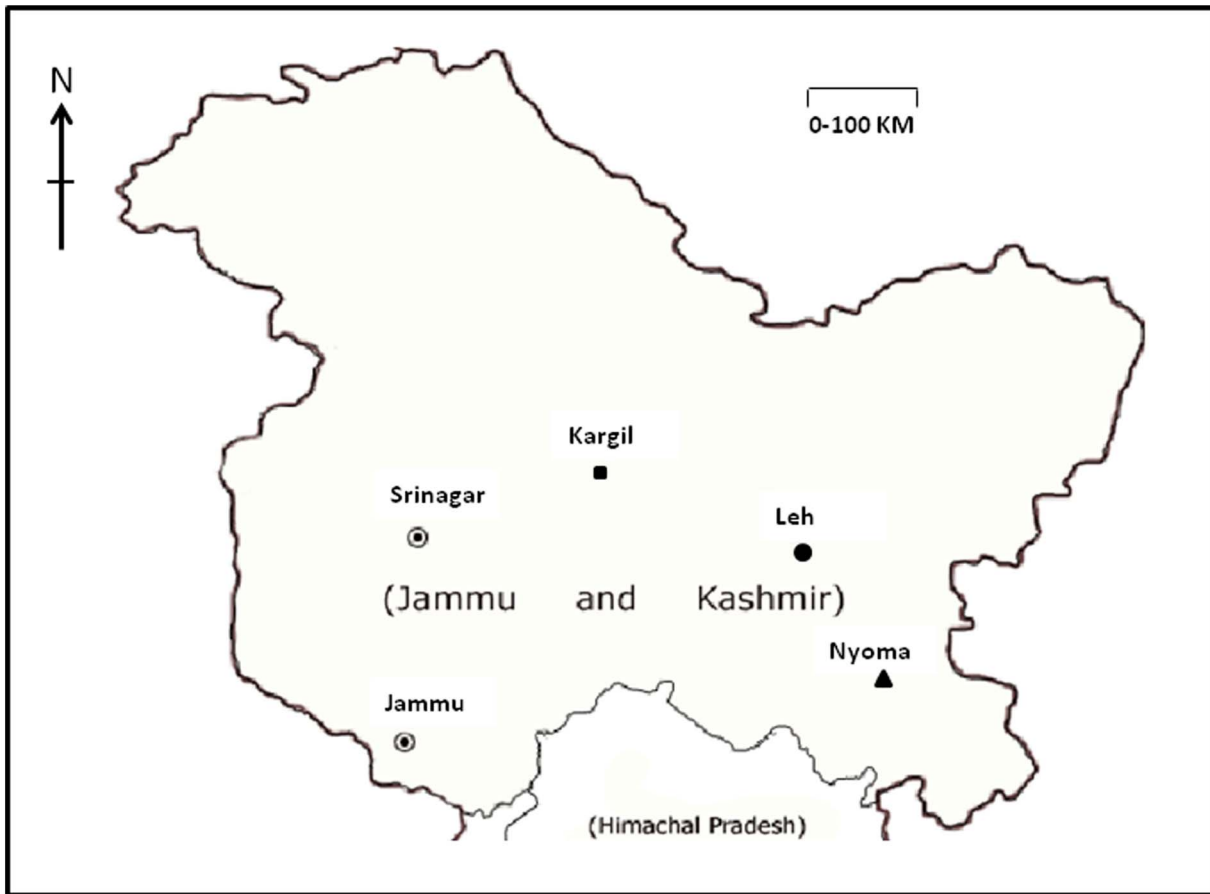 N
0-100 KM
Kargil
Srinagar
Leh
(Jammu and Kashmir)
Nyoma
Jammu
(Himachal Pradesh)